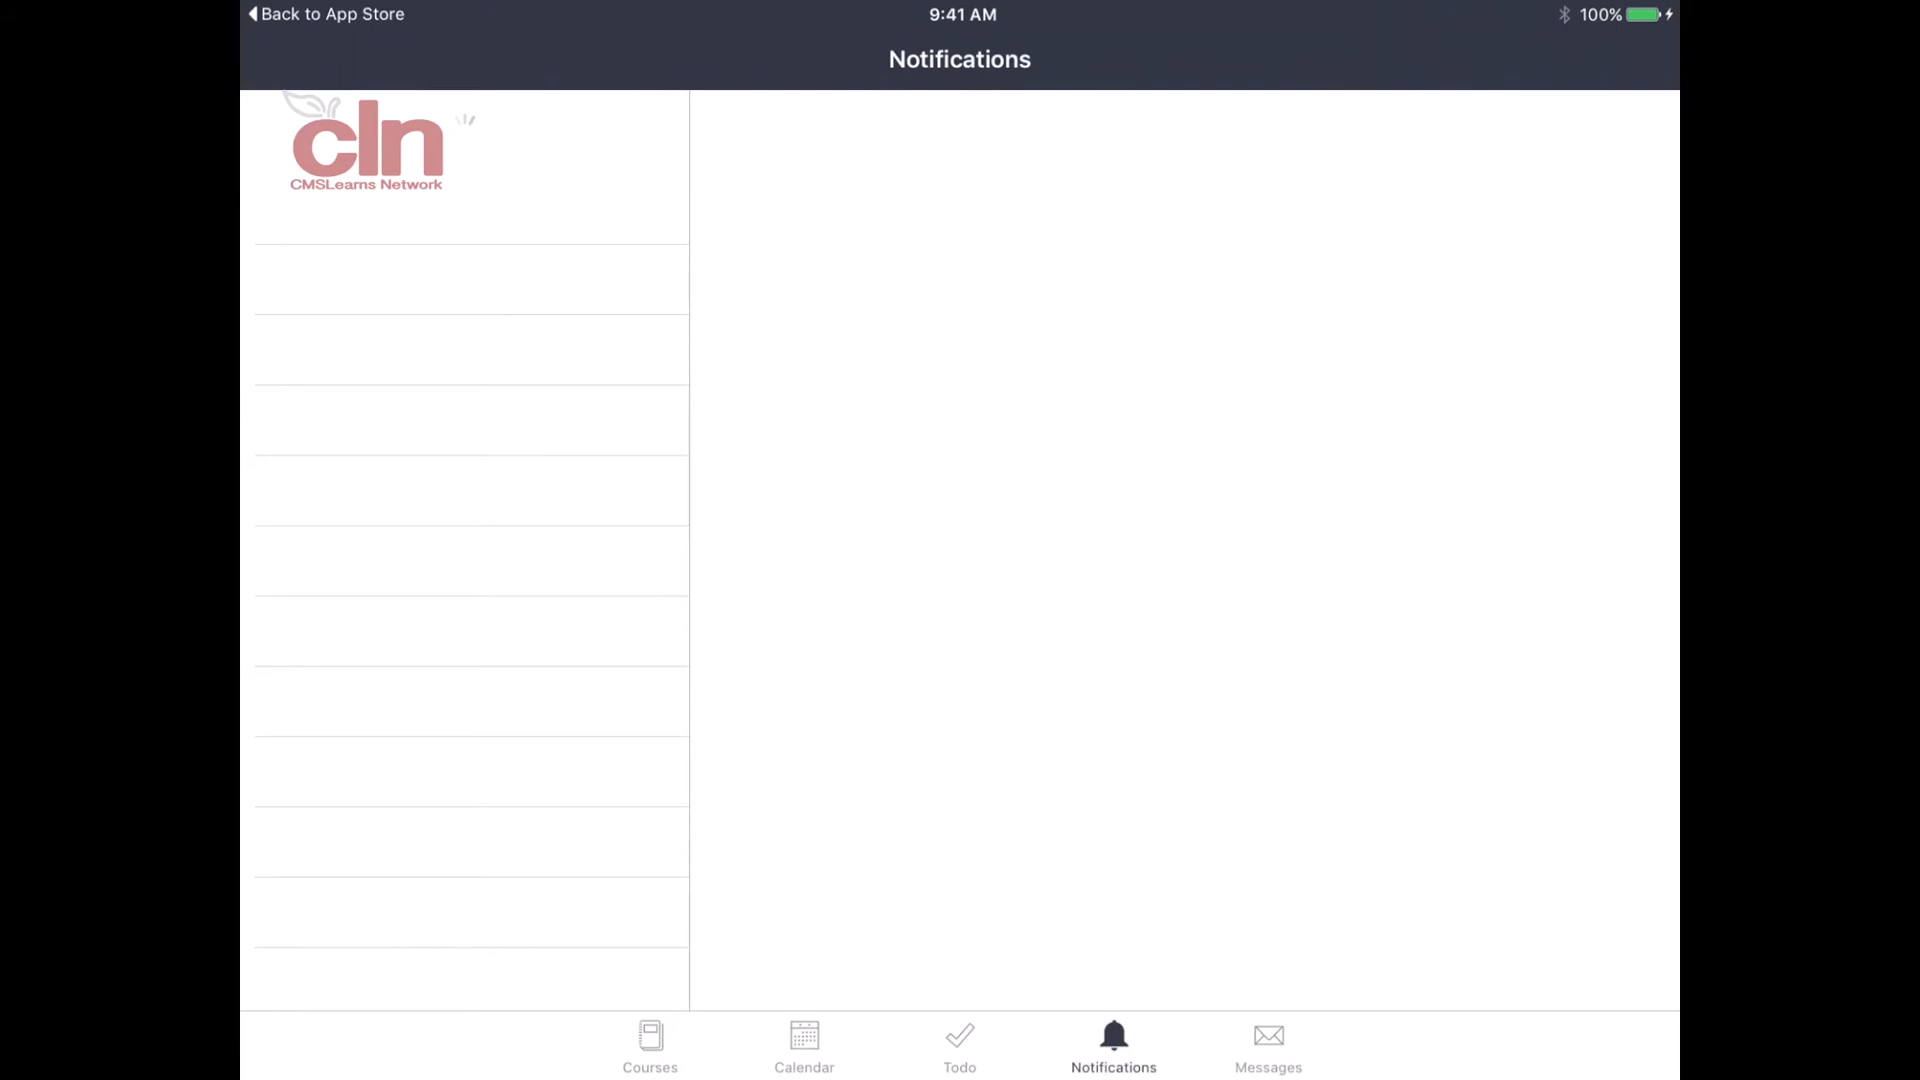 Back to App Store
9:41 AM
100%
Notifications
cln
CMSLearns Network
Courses
Calendar
Todo
Notifications
Messages